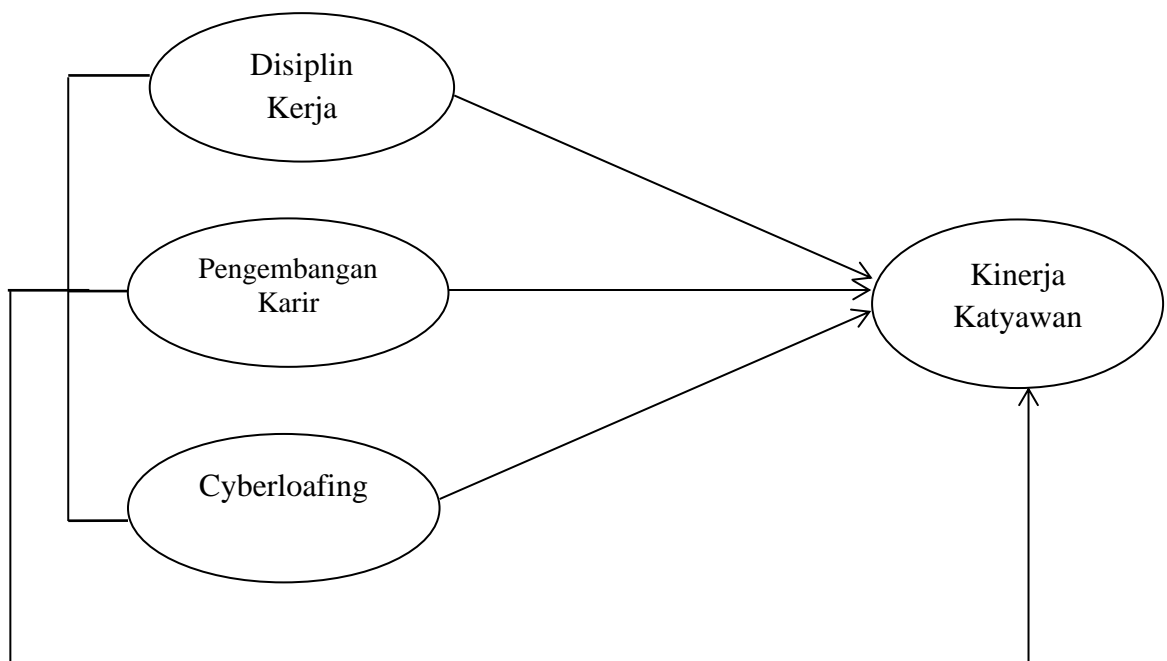 Disiplin
Kerja
Pengembangan
Karir
Cyberloafing
Kinerja
Katyawan